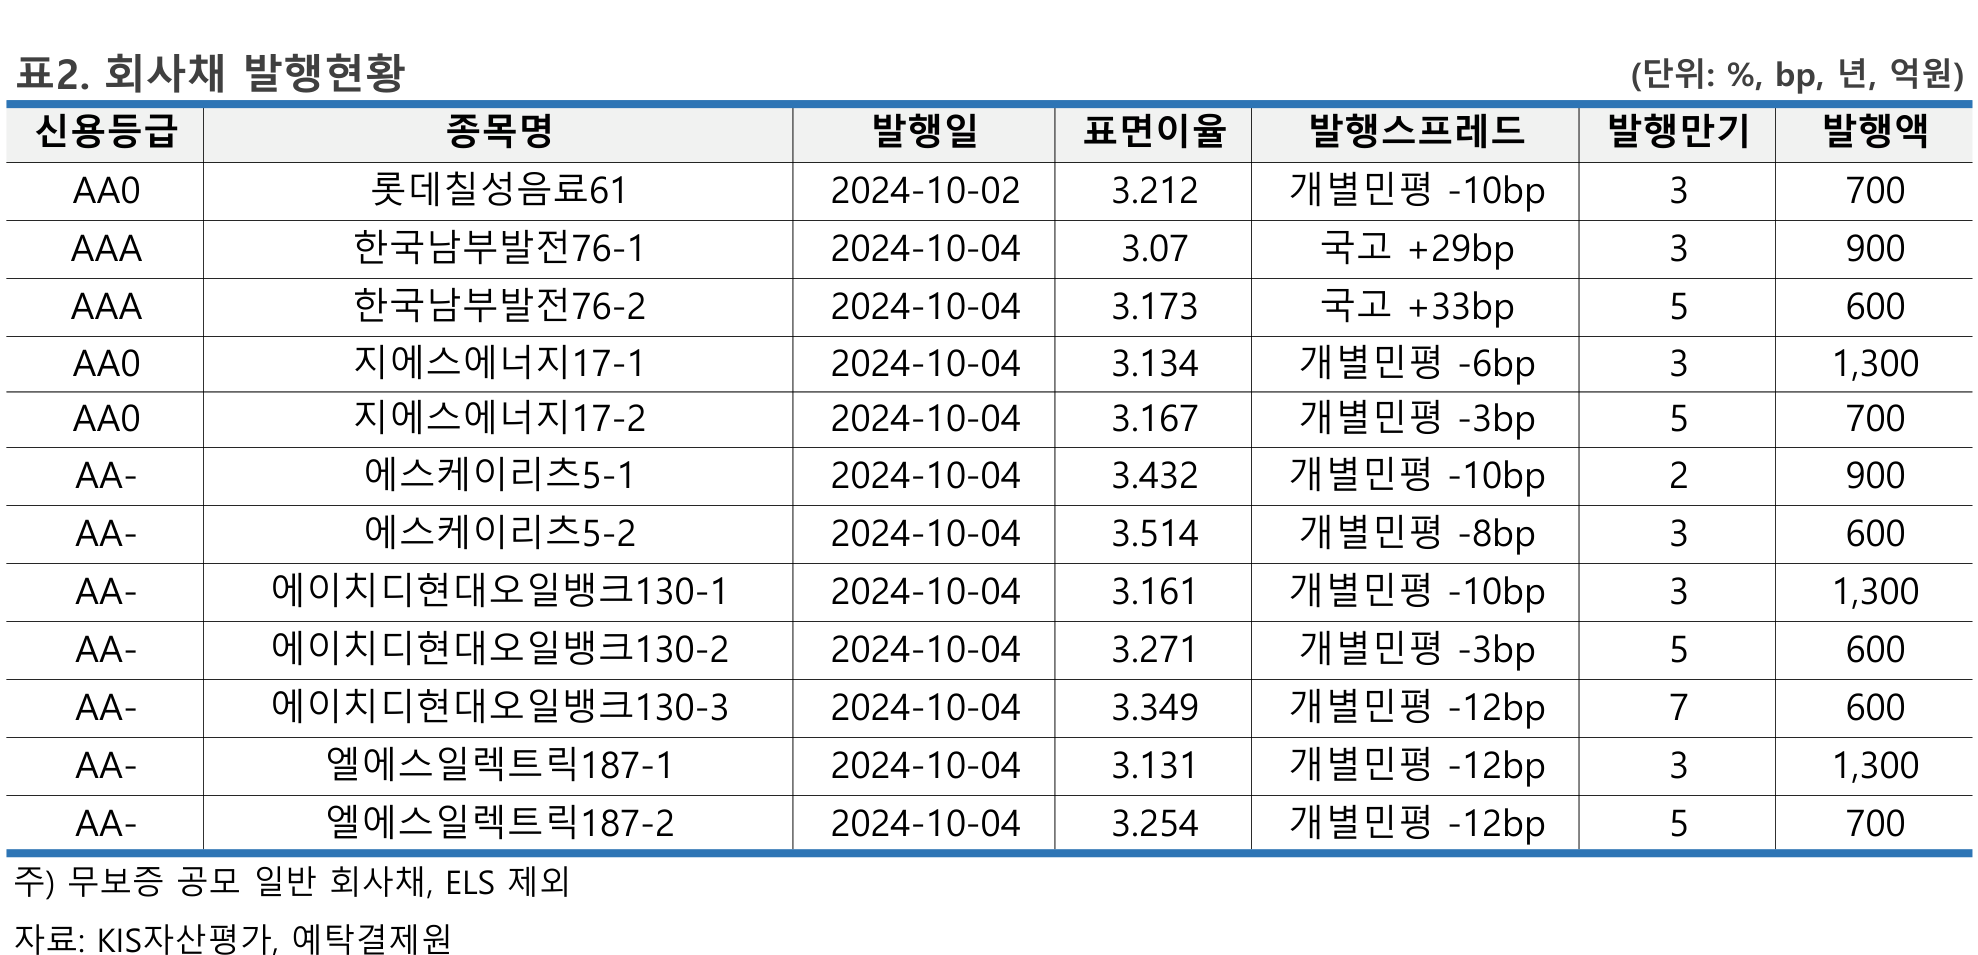 표2. 회사채 발행현황 (단위: %, bp, 년, 억원)
신용등급 종목명 발행일 표면이율 발행스프레드 발행만기 발행액
AA0 롯데칠성음료61 2024-10-02 3.212 개별민평 -10bp 3 700
AAA 한국남부발전76-1 2024-10-04 3.07 국고 +29bp 3 900
AAA 한국남부발전76-2 2024-10-04 3.173 국고 +33bp 5 600
AA0 지에스에너지17-1 2024-10-04 3.134 개별민평 -6bp 3 1,300
AA0 지에스에너지17-2 2024-10-04 3.167 개별민평 -3bp 5 700
AA- 에스케이리츠5-1 2024-10-04 3.432 개별민평 -10bp 2 900
AA- 에스케이리츠5-2 2024-10-04 3.514 개별민평 -8bp 3 600
AA- 에이치디현대오일뱅크130-1 2024-10-04 3.161 개별민평 -10bp 3 1,300
AA- 에이치디현대오일뱅크130-2 2024-10-04 3.271 개별민평 -3bp 5 600
AA- 에이치디현대오일뱅크130-3 2024-10-04 3.349 개별민평 -12bp 7 600
AA- 엘에스일렉트릭187-1 2024-10-04 3.131 개별민평 -12bp 3 1,300
AA- 엘에스일렉트릭187-2 2024-10-04 3.254 개별민평 -12bp 5 700
주) 무보증 공모 일반 회사채, ELS 제외
자료: KIS자산평가, 예탁결제원